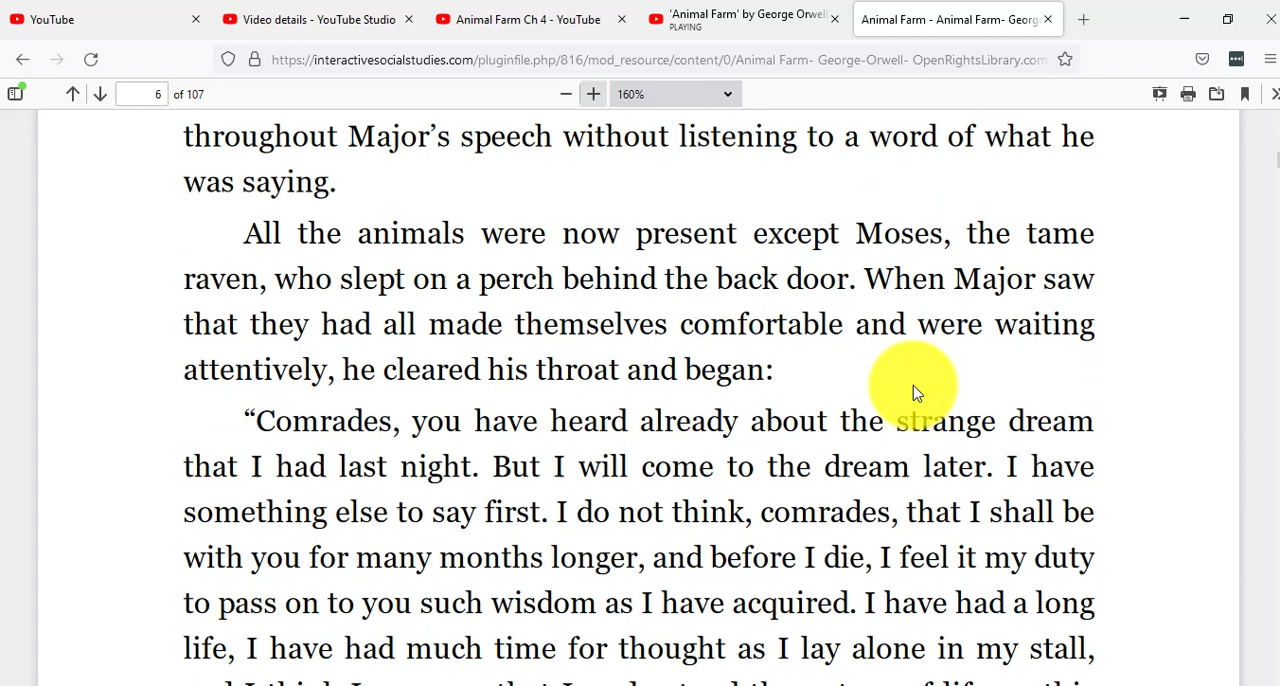 YouTube
Video details - YouTube Studio
Animal Farm Ch 4 - YouTube
'Animal Farm' by George Orwell
PLAYING
Animal Farm - Animal Farm- Georg
https://interactivesocialstudies.com/pluginfile.php/816/mod_resource/content/0/Animal Farm- George-Orwell- OpenRightsLibrary.com
6 of 107
160%
throughout Major’s speech without listening to a word of what he
was saying.
All the animals were now present except Moses, the tame
raven, who slept on a perch behind the back door. When Major saw
that they had all made themselves comfortable and were waiting
attentively, he cleared his throat and began:
“Comrades, you have heard already about the strange dream
that I had last night. But I will come to the dream later. I have
something else to say first. I do not think, comrades, that I shall be
with you for many months longer, and before I die, I feel it my duty
to pass on to you such wisdom as I have acquired. I have had a long
life, I have had much time for thought as I lay alone in my stall,